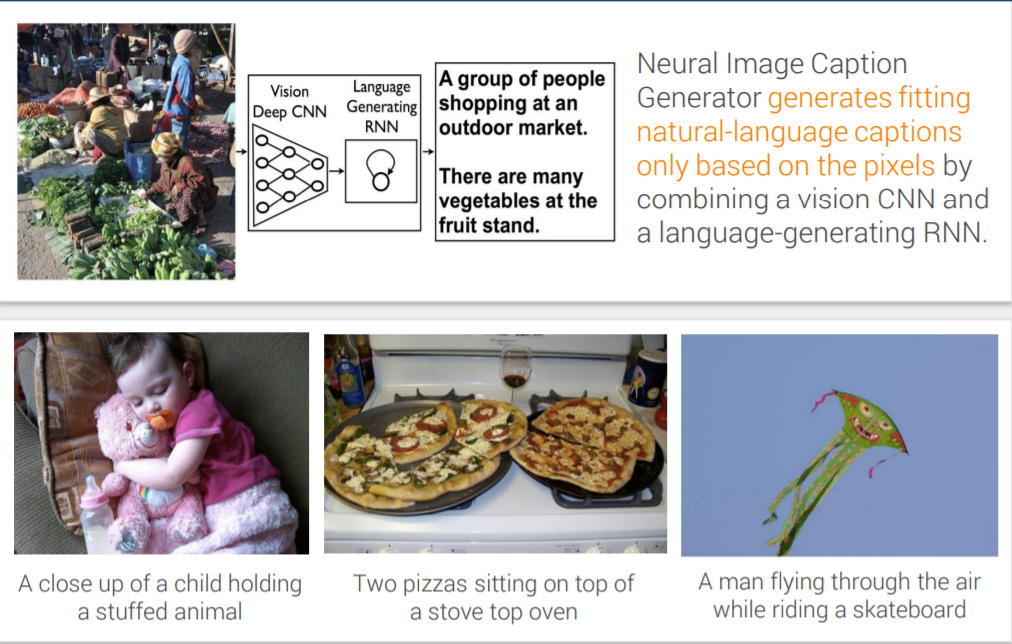 Vision
Deep CNN
Language
Generating
RNN
A group of people
shopping at an
outdoor market.
There are many
vegetables at the
fruit stand.
Neural Image Caption
Generator generates fitting
natural-language captions
only based on the pixels by
combining a vision CNN and
a language-generating RNN.
A close up of a child holding
a stuffed animal
Two pizzas sitting on top of
a stove top oven
A man flying through the air
while riding a skateboard